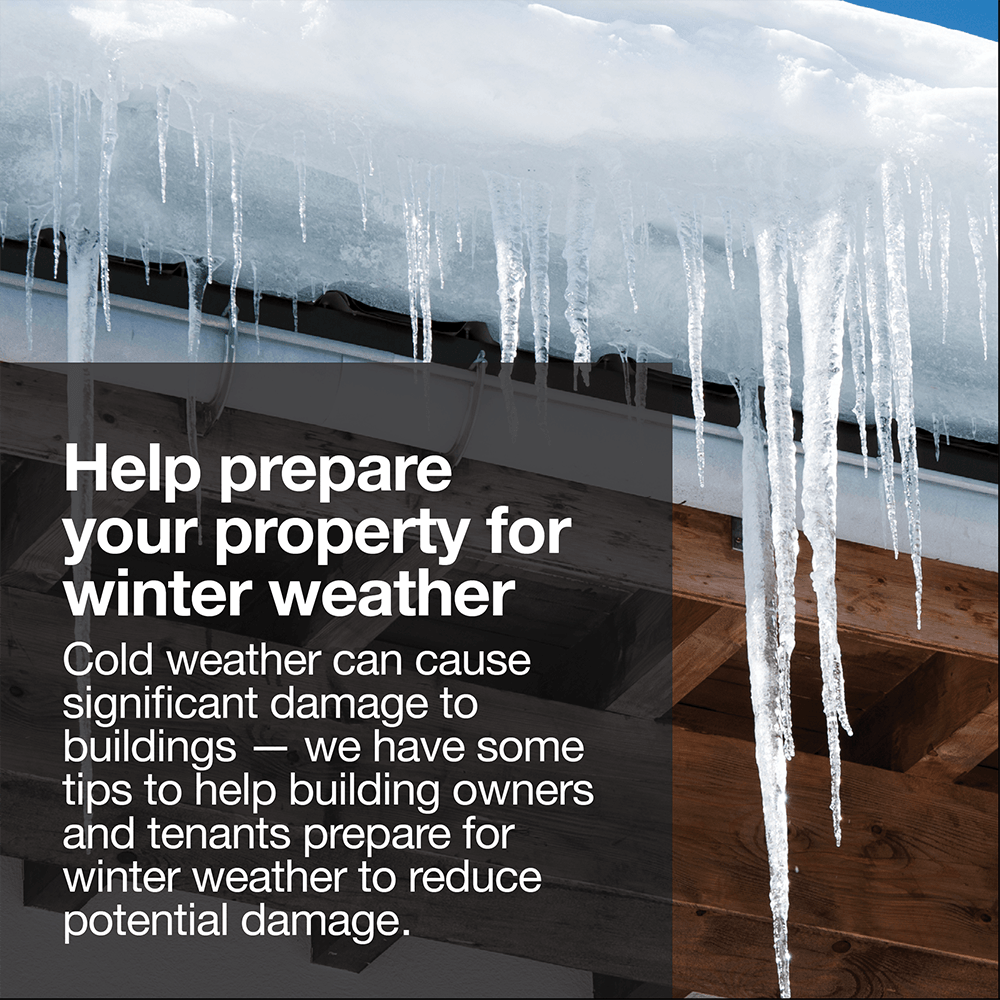 Help prepare
your property for
winter weather
Cold weather can cause
significant damage to
buildings — we have some
tips to help building owners
and tenants prepare for
winter weather to reduce
potential damage.